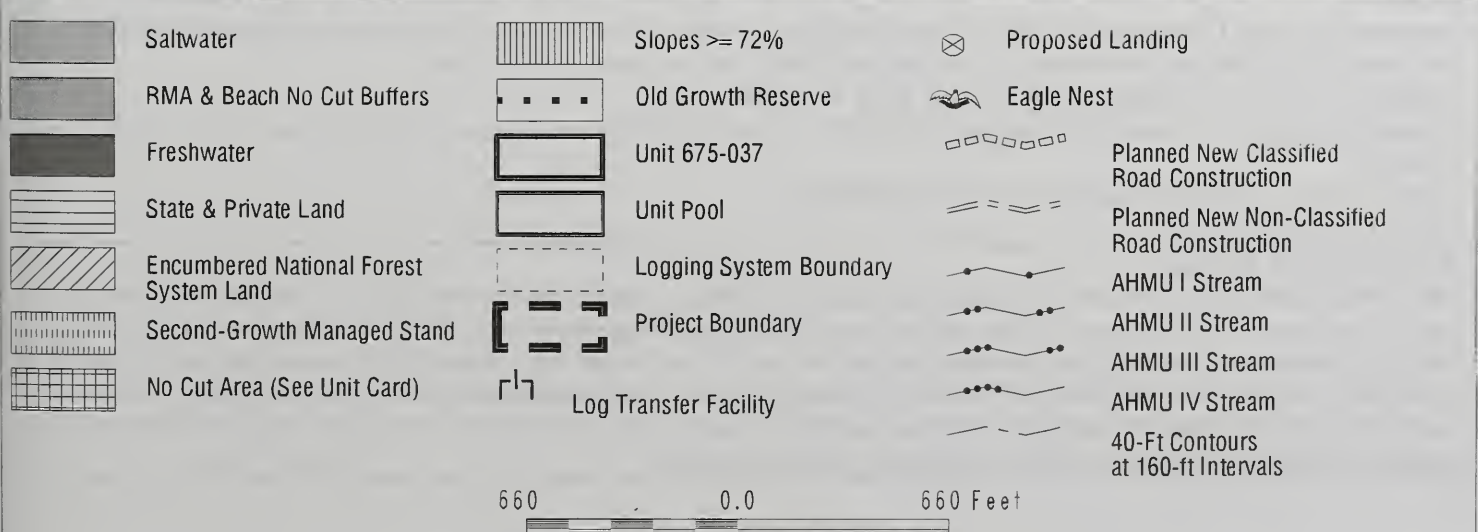 Saltwater
RMA & Beach No Cut Buffers
Freshwater
State & Private Land
Encumbered National Forest
System Land
Second-Growth Managed Stand
No Cut Area (See Unit Card)
Slopes >= 72%
Old Growth Reserve
Unit 675-037
Unit Pool
Logging System Boundary
Project Boundary
Log Transfer Facility
Proposed Landing
Eagle Nest
Planned New Classified
Road Construction
Planned New Non-Classified
Road Construction
AHMU I Stream
AHMU II Stream
AHMU III Stream
AHMU IV Stream
40-Ft Contours
at 160-ft Intervals
660 0.0 660 Feet